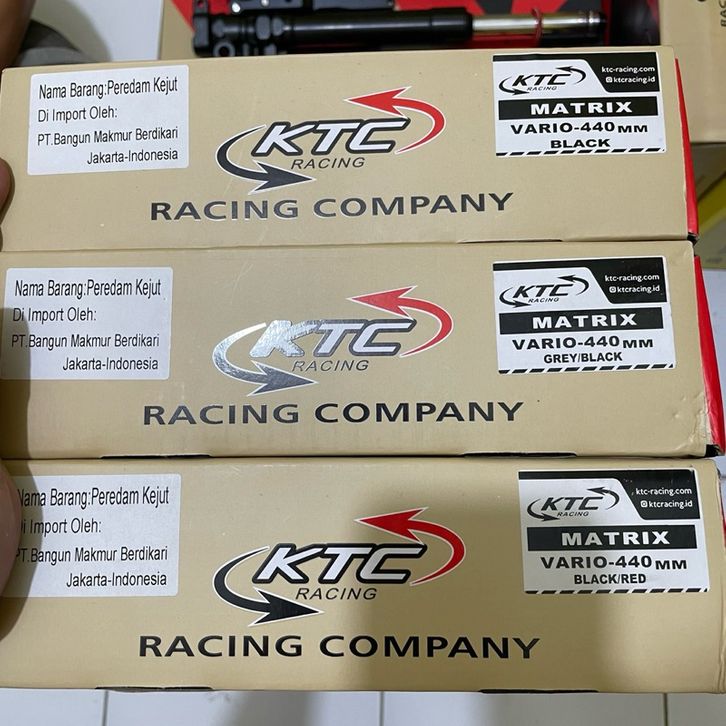 Nama Barang:Peredam Kejut
Di Import Oleh:
PT.Bangun Makmur Berdikari
Jakarta-Indonesia
KTC
RACING
RACING COMPANY
KTC
RACING
ktc-racing.com
ktcracing.id
MATRIX
VARIO-440 MM
BLACK
Nama Barang:Peredam Kejut
Di Import Oleh:
PT.Bangun Makmur Berdikari
Jakarta-Indonesia
KTC
RACING
RACING COMPANY
KTC
RACING
ktc-racing.com
ktcracing.id
MATRIX
VARIO-440 MM
GREY/BLACK
Nama Barang:Peredam Kejut
Di Import Oleh:
PT.Bangun Makmur Berdikari
Jakarta-Indonesia
KTC
RACING
RACING COMPANY
KTC
RACING
ktc-racing.com
ktcracing.id
MATRIX
VARIO-440 MM
BLACK/RED